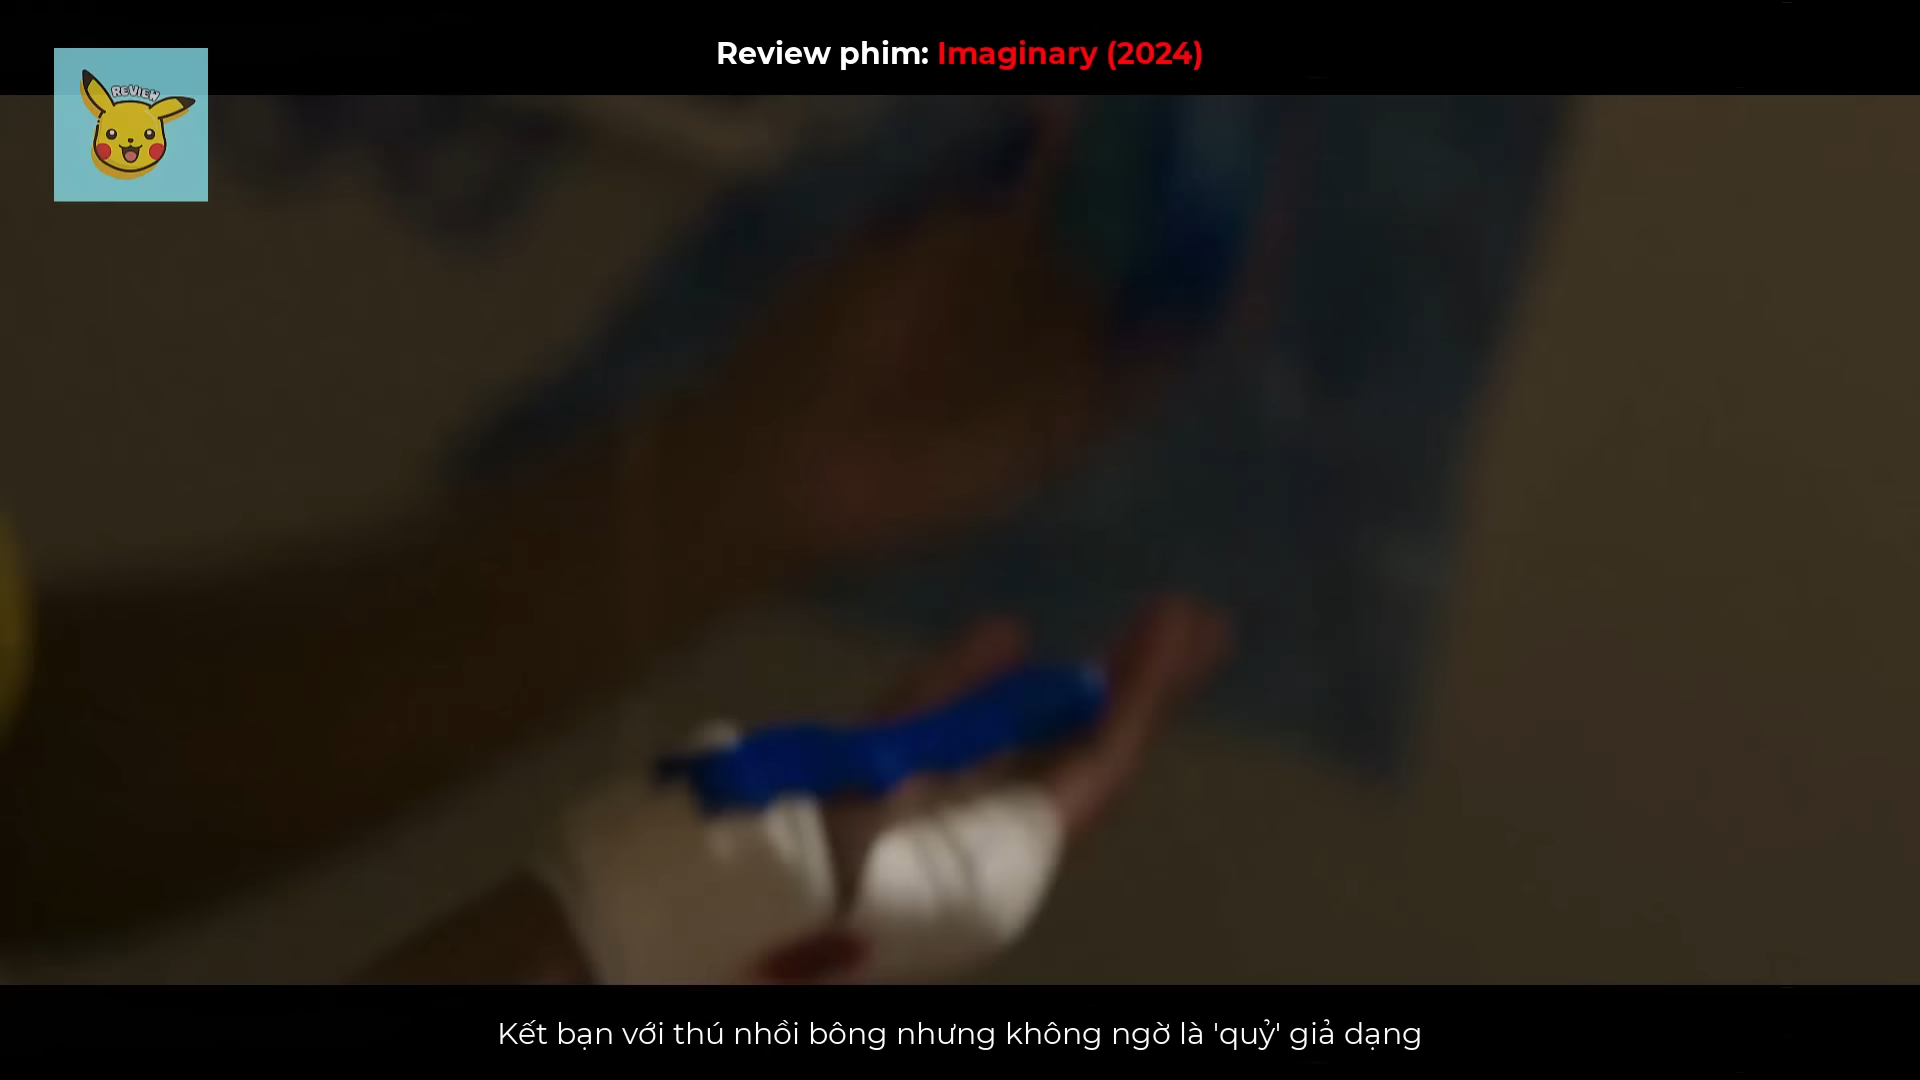 Review phim: Imaginary (2024)
REVIEW
Kết bạn với thú nhồi bông nhưng không ngờ là 'quỷ' giả dạng